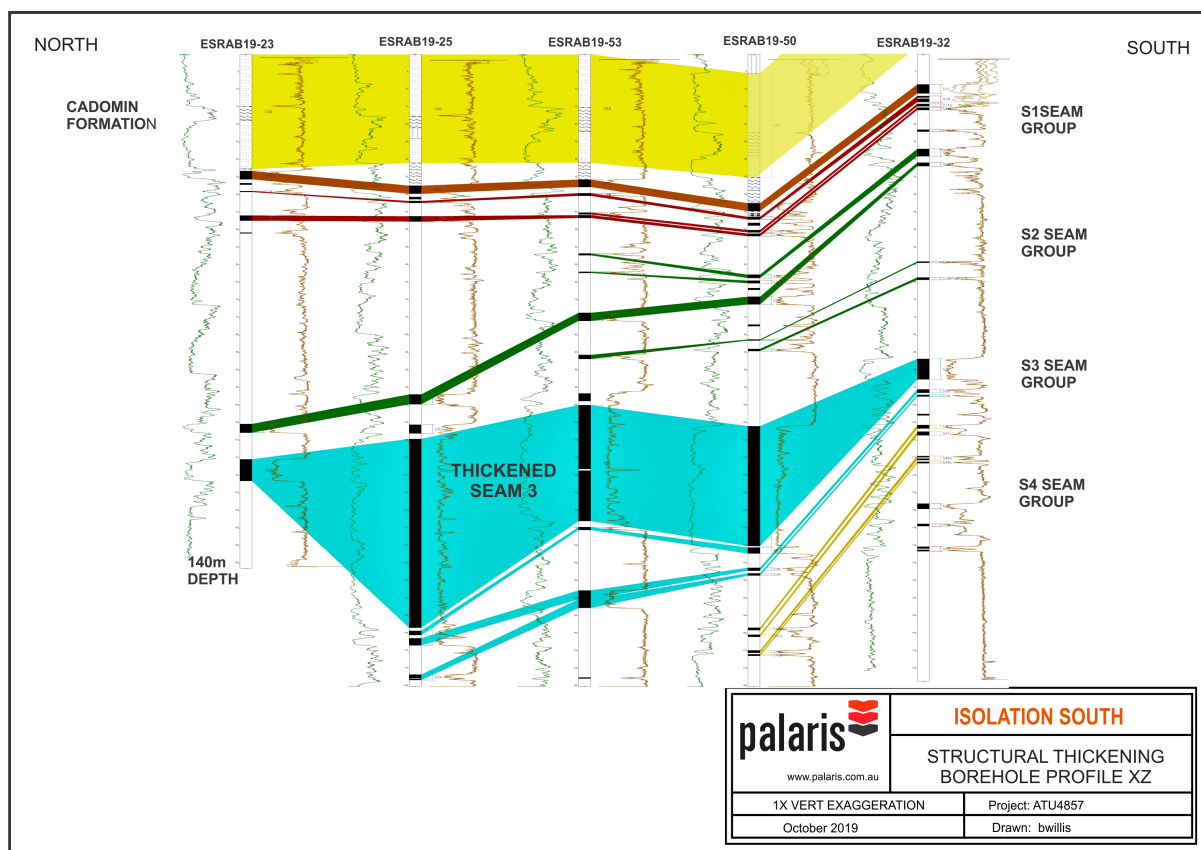 NORTH
SOUTH
ESRAB19-23
ESRAB19-25
ESRAB19-53
ESRAB19-50
ESRAB19-32
CADOMIN
FORMATION
S1SEAM
GROUP
S2 SEAM
GROUP
S3 SEAM
GROUP
S4 SEAM
GROUP
THICKENED
SEAM 3
140m
DEPTH
palaris
www.palaris.com.au
ISOLATION SOUTH
STRUCTURAL THICKENING
BOREHOLE PROFILE XZ
1X VERT EXAGGERATION
Project: ATU4857
October 2019
Drawn: bwillis